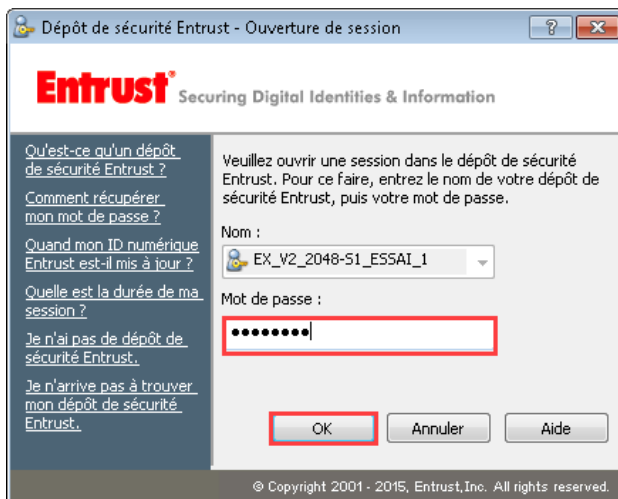 Dépôt de sécurité Entrust - Ouverture de session
Entrust® Securing Digital Identities & Information
Qu'est-ce qu'un dépôt
de sécurité Entrust ?
Comment récupérer
mon mot de passe ?
Quand mon ID numérique
Entrust est-il mis à jour ?
Quelle est la durée de ma
session ?
Je n'ai pas de dépôt de
sécurité Entrust.
Je n'arrive pas à trouver
mon dépôt de sécurité
Entrust.
Veuillez ouvrir une session dans le dépôt de sécurité
Entrust. Pour ce faire, entrez le nom de votre dépôt de
sécurité Entrust, puis votre mot de passe.
Nom :
EX_V2_2048-S1_ESSAI_1
Mot de passe :
●●●●●●●●
OK Annuler Aide
© Copyright 2001 - 2015, Entrust,Inc. All rights reserved.